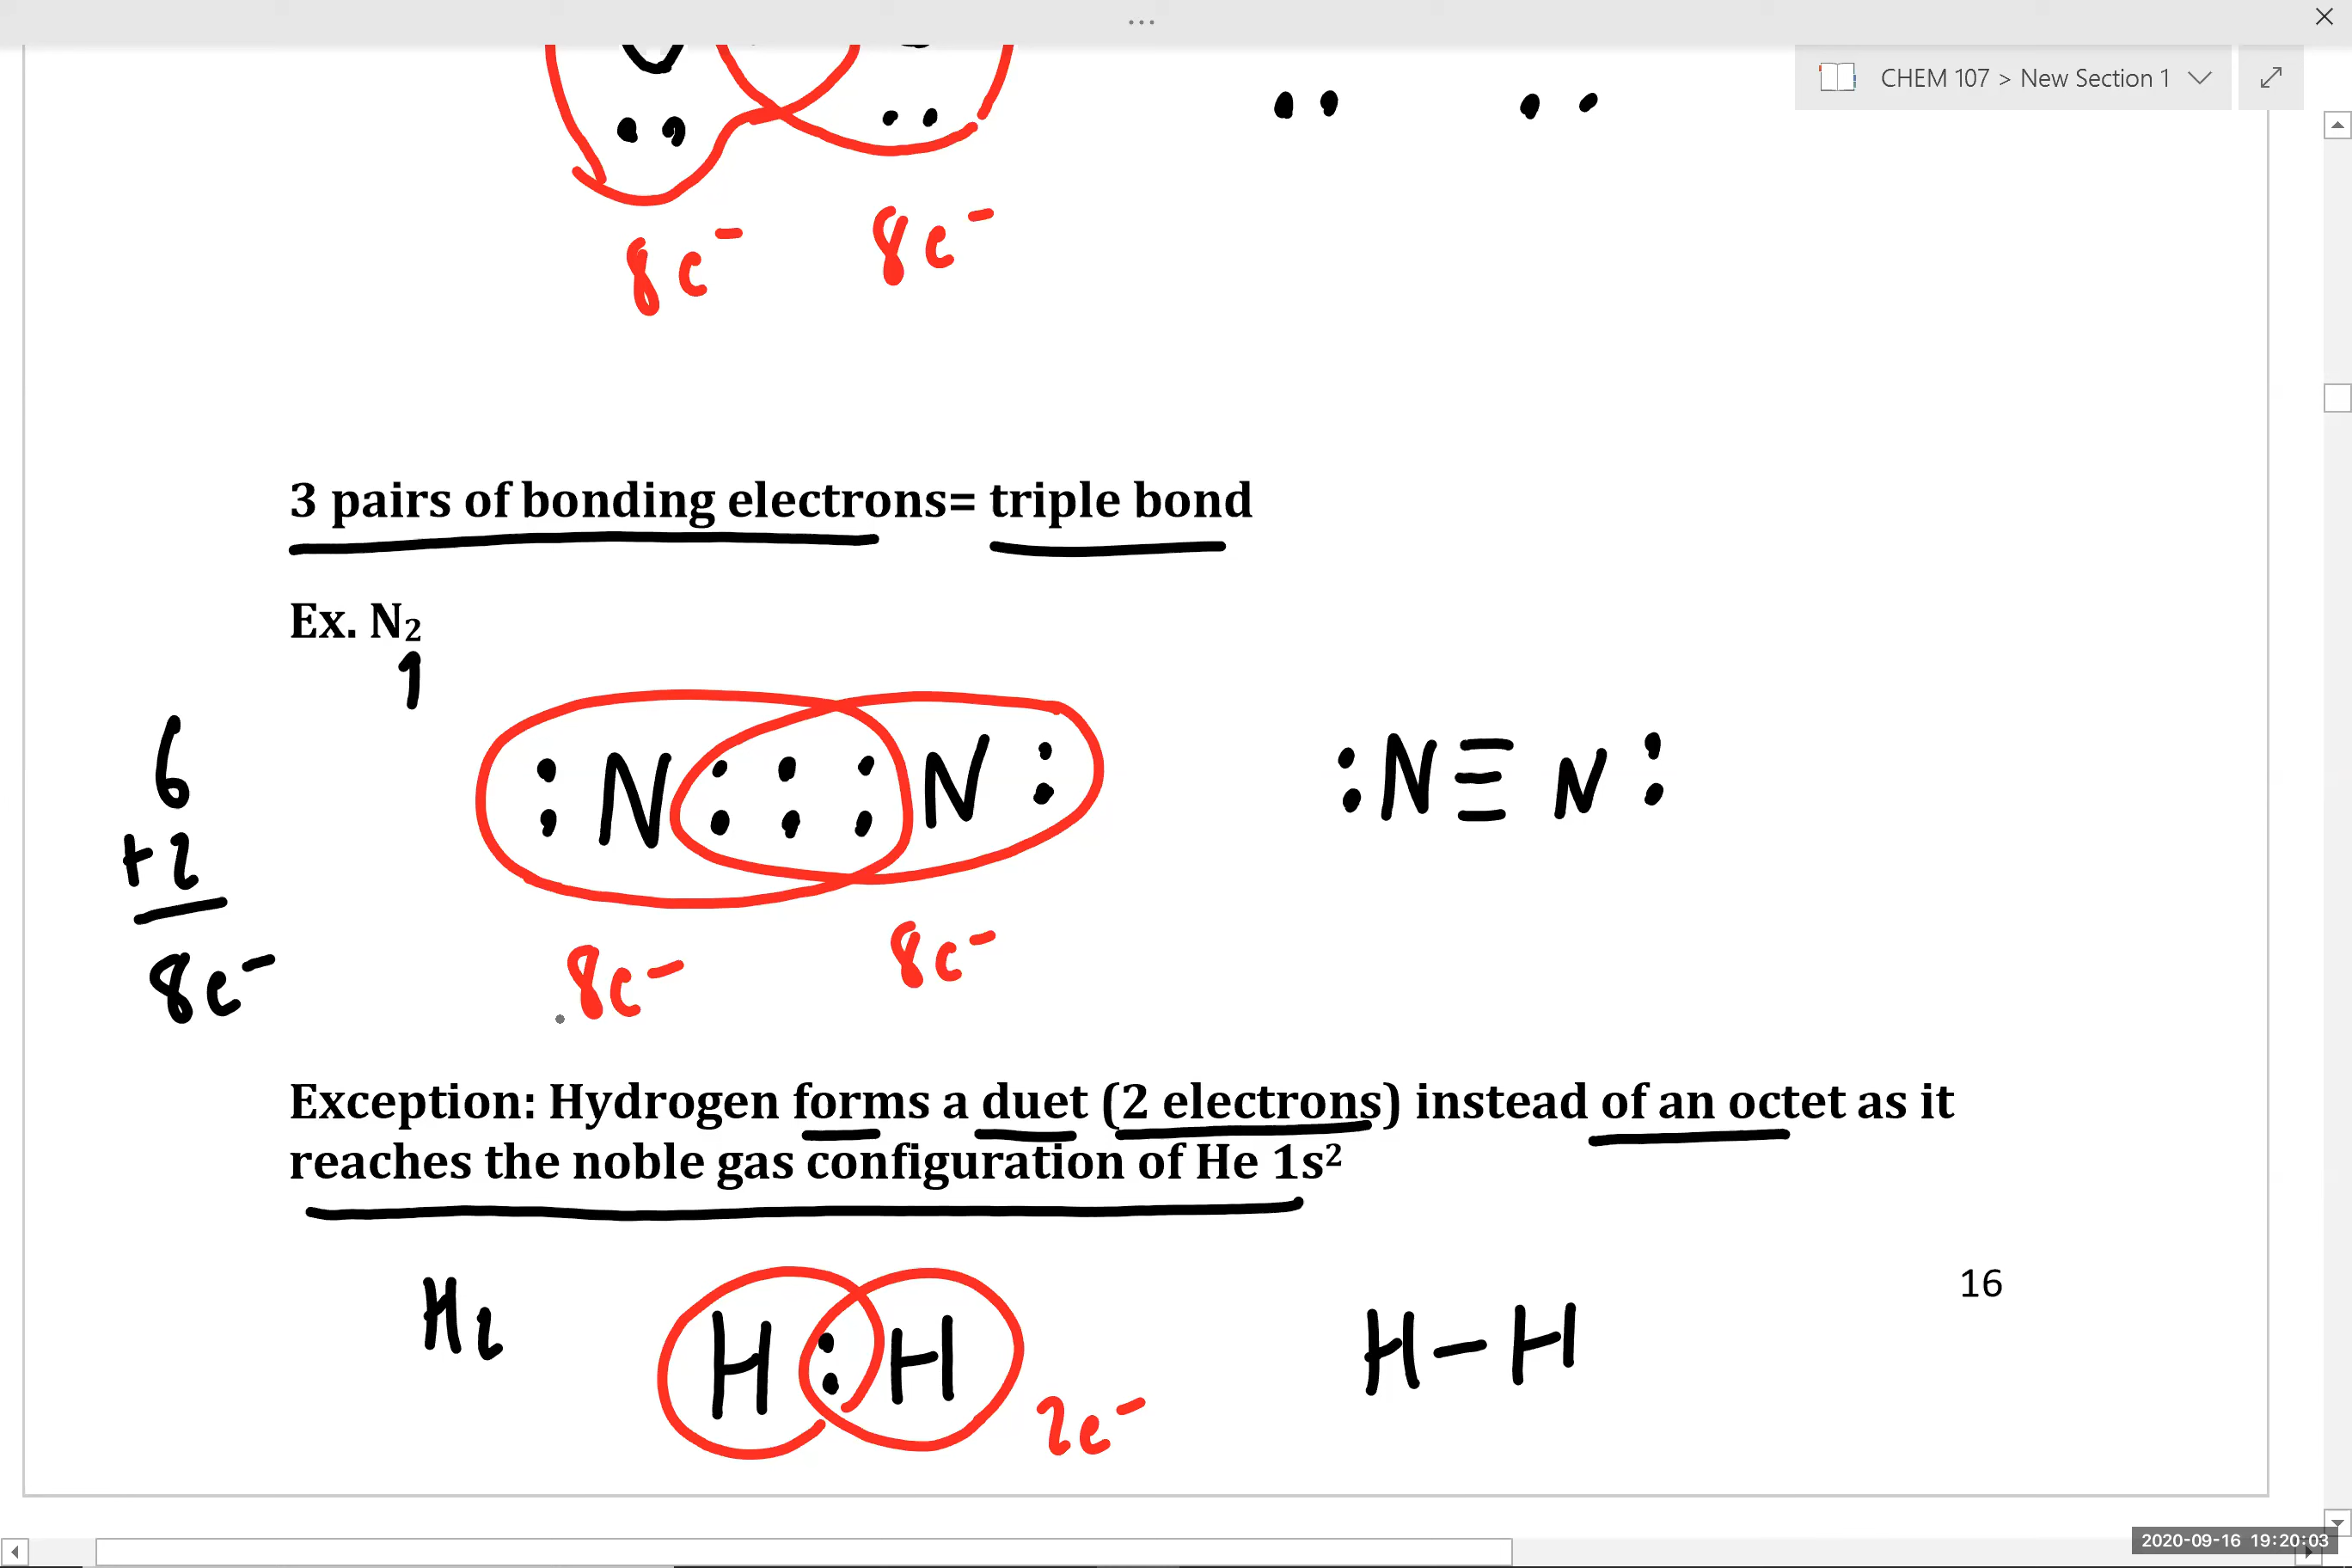 ...
CHEM 107 > New Section 1
8e⁻ 8e⁻
3 pairs of bonding electrons= triple bond
Ex. N₂
1
6
+2
8e⁻
:N:::N:
:N≡N:
8e⁻ 8e⁻
Exception: Hydrogen forms a duet (2 electrons) instead of an octet as it
reaches the noble gas configuration of He 1s²
16
H₂
H:H
H-H
2e⁻
2020-09-16 19:20:03